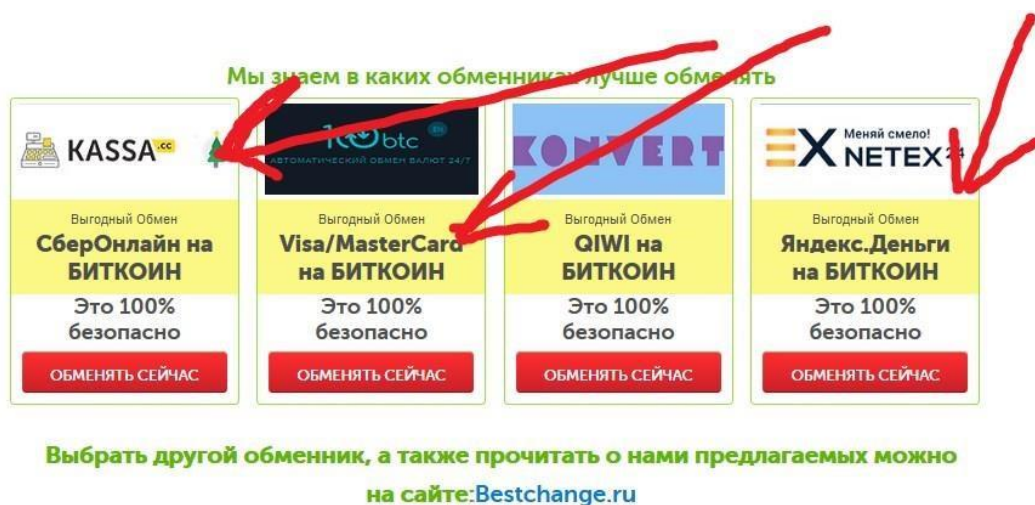 Мы знаем в каких обменниках лучше обменять
KASSA.cc
100btc EN
АВТОМАТИЧЕСКИЙ ОБМЕН ВАЛЮТ 24/7
KONVERT
Меняй смело!
EX NETEX24
Выгодный Обмен
СберОнлайн на
БИТКОИН
Это 100%
безопасно
ОБМЕНЯТЬ СЕЙЧАС
Выгодный Обмен
Visa/MasterCard
на БИТКОИН
Это 100%
безопасно
ОБМЕНЯТЬ СЕЙЧАС
Выгодный Обмен
QIWI на
БИТКОИН
Это 100%
безопасно
ОБМЕНЯТЬ СЕЙЧАС
Выгодный Обмен
Яндекс.Деньги
на БИТКОИН
Это 100%
безопасно
ОБМЕНЯТЬ СЕЙЧАС
Выбрать другой обменник, а также прочитать о нами предлагаемых можно
на сайте:Bestchange.ru